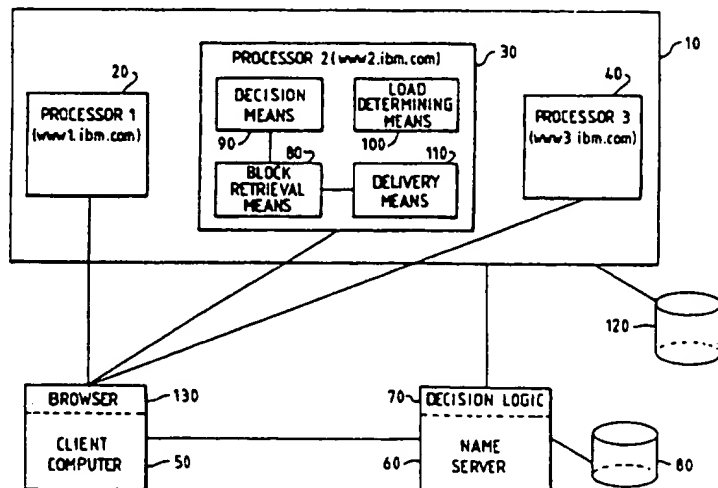 10
20
PROCESSOR 1
(www1.ibm.com)
PROCESSOR 2 (www2.ibm.com)
30
DECISION
MEANS
90
LOAD
DETERMINING
MEANS
100
80
BLOCK
RETRIEVAL
MEANS
110
DELIVERY
MEANS
40
PROCESSOR 3
(www3.ibm.com)
120
BROWSER
130
CLIENT
COMPUTER
50
70
DECISION LOGIC
60
NAME
SERVER
80